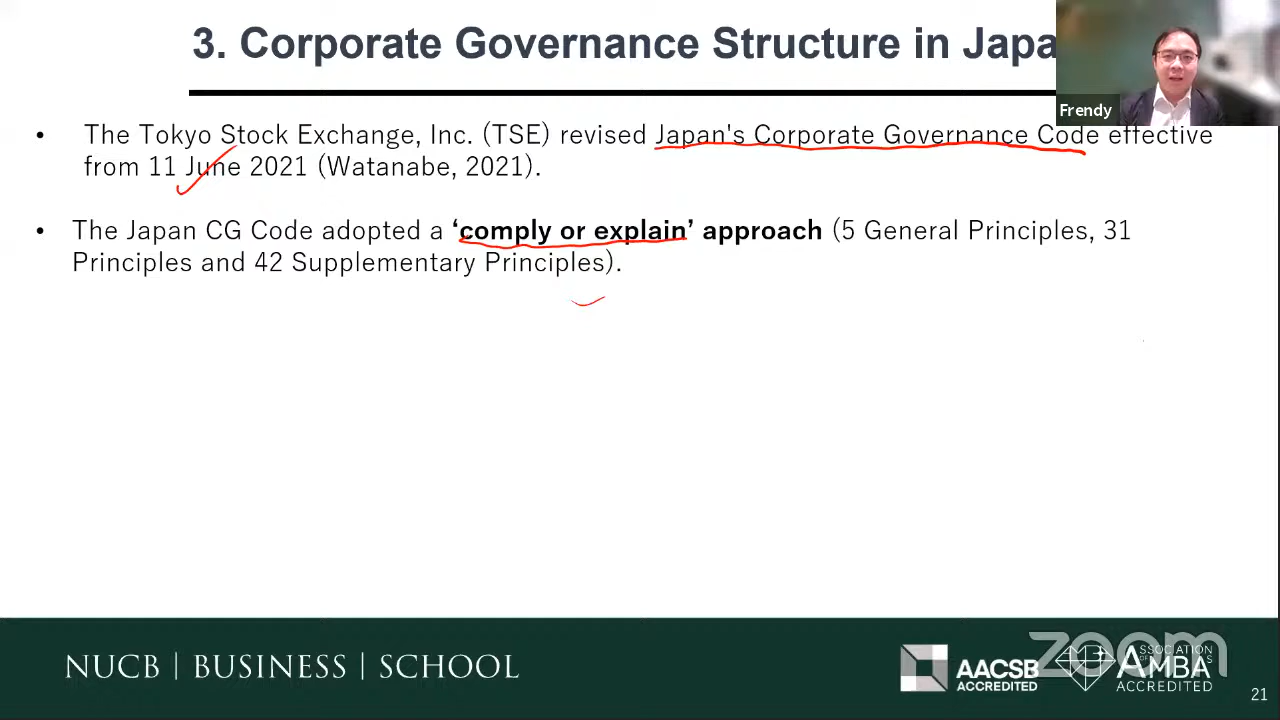 3. Corporate Governance Structure in Japa
Frendy
• The Tokyo Stock Exchange, Inc. (TSE) revised Japan's Corporate Governance Code effective
from 11 June 2021 (Watanabe, 2021).
• The Japan CG Code adopted a ‘comply or explain’ approach (5 General Principles, 31
Principles and 42 Supplementary Principles).
NUCB | BUSINESS | SCHOOL
AACSB
ACCREDITED
zoom
AMBA
ACCREDITED
21